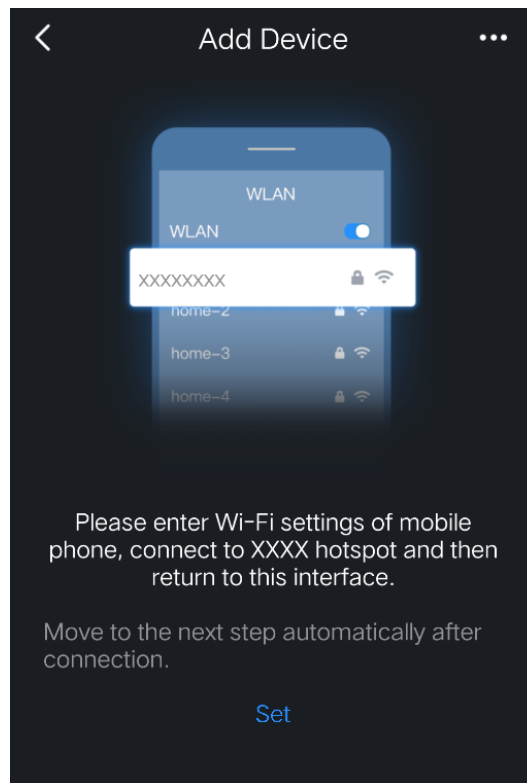 Add Device
WLAN
WLAN
XXXXXXXX
home-2
home-3
home-4
Please enter Wi-Fi settings of mobile
phone, connect to XXXX hotspot and then
return to this interface.
Move to the next step automatically after
connection.
Set